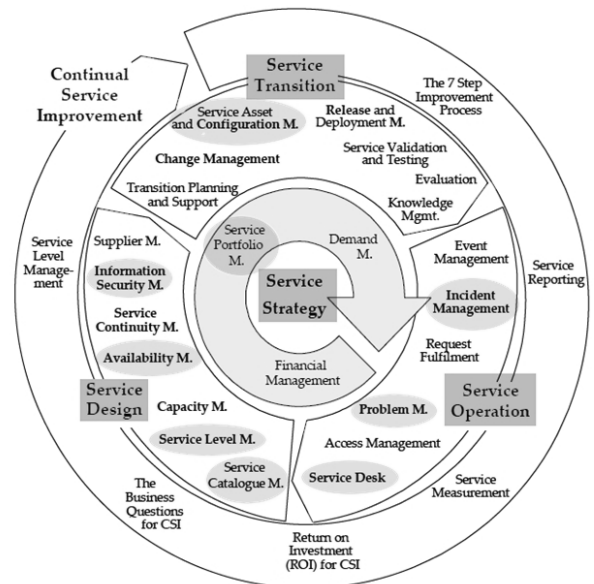 Continual
Service
Improvement
Service
Transition
The 7 Step
Improvement
Process
Service Asset
and Configuration M.
Release and
Deployment M.
Change Management
Service Validation
and Testing
Transition Planning
and Support
Evaluation
Knowledge
Mgmt.
Service
Level
Manage-
ment
Supplier M.
Information
Security M.
Service
Continuity M.
Availability M.
Service
Portfolio
M.
Demand
M.
Service
Strategy
Financial
Management
Event
Management
Incident
Management
Request
Fulfilment
Service
Reporting
Service
Design
Capacity M.
Service Level M.
Service
Catalogue M.
Problem M.
Access Management
Service Desk
Service
Operation
The
Business
Questions
for CSI
Return on
Investment
(ROI) for CSI
Service
Measurement